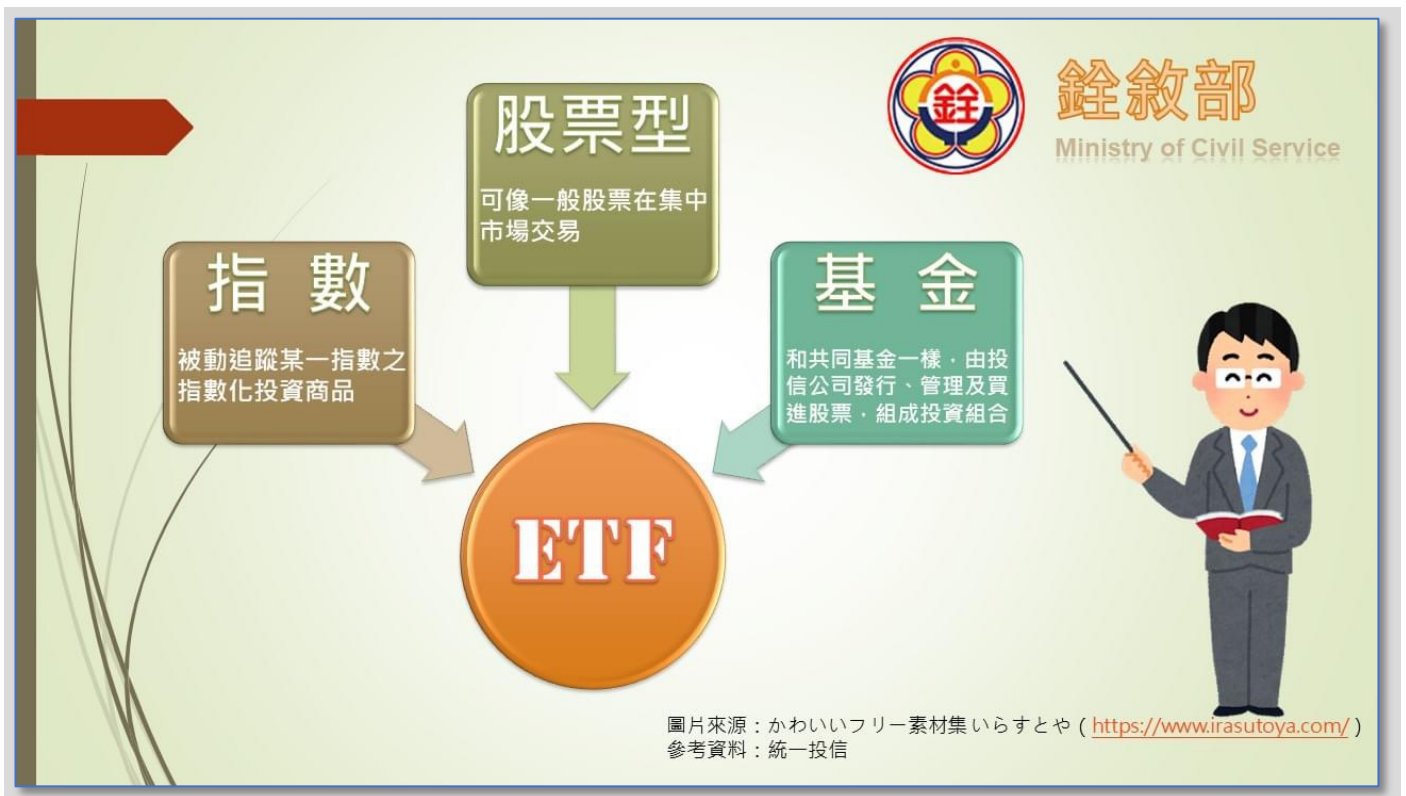 銓敘部
Ministry of Civil Service
銓
股票型
可像一般股票在集中
市場交易
指 數
被動追蹤某一指數之
指數化投資商品
基 金
和共同基金一樣，由投
信公司發行、管理及買
進股票，組成投資組合
ETF
圖片來源：かわいいフリー素材集いらすとや（https://www.irasutoya.com/）
參考資料：統一投信